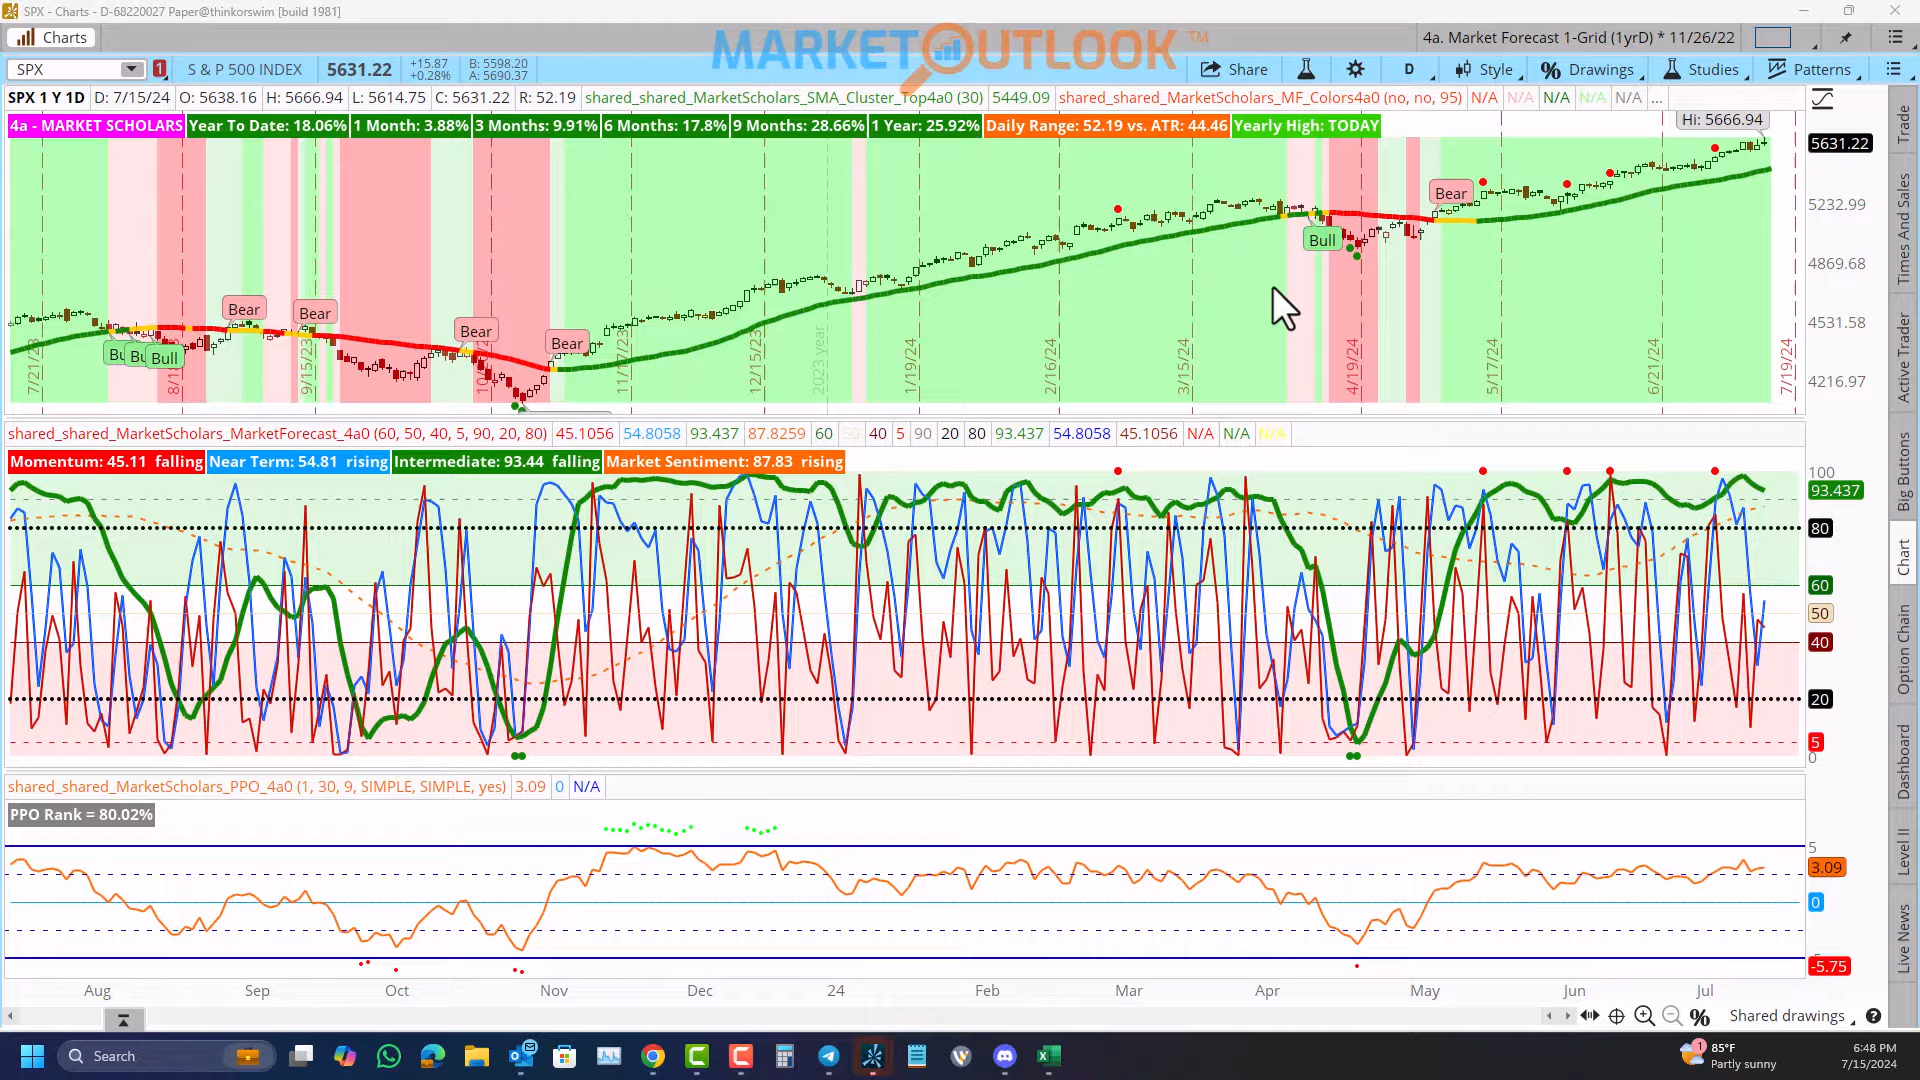 SPX - Charts - D-68220027 Paper@thinkorswim [build 1981]
Charts
MARKET OUTLOOK TM
4a. Market Forecast 1-Grid (1yrD) * 11/26/22
SPX 1 S & P 500 INDEX 5631.22 +15.87 +0.28% B: 5598.20 A: 5690.37 Share D Style Drawings Studies Patterns
SPX 1 Y 1D D: 7/15/24 O: 5638.16 H: 5666.94 L: 5614.75 C: 5631.22 R: 52.19 shared_shared_MarketScholars_SMA_Cluster_Top4a0 (30) 5449.09 shared_shared_MarketScholars_MF_Colors4a0 (no, no, 95) N/A N/A N/A N/A N/A ...
4a - MARKET SCHOLARS Year To Date: 18.06% 1 Month: 3.88% 3 Months: 9.91% 6 Months: 17.8% 9 Months: 28.66% 1 Year: 25.92% Daily Range: 52.19 vs. ATR: 44.46 Yearly High: TODAY
Hi: 5666.94
5631.22
5232.99
4869.68
4531.58
4216.97
Bear
Bear
Bear
Bear
Bear
Bull
Bull
7/21/23
9/15/23
11/17/23
12/15/23
2023 year
1/19/24
2/16/24
3/15/24
4/19/24
5/17/24
6/21/24
7/19/24
shared_shared_MarketScholars_MarketForecast_4a0 (60, 50, 40, 5, 90, 20, 80) 45.1056 54.8058 93.437 87.8259 60 50 40 5 90 20 80 93.437 54.8058 45.1056 N/A N/A N/A
Momentum: 45.11 falling Near Term: 54.81 rising Intermediate: 93.44 falling Market Sentiment: 87.83 rising
100
93.437
80
60
50
40
20
5
0
shared_shared_MarketScholars_PPO_4a0 (1, 30, 9, SIMPLE, SIMPLE, yes) 3.09 0 N/A
PPO Rank = 80.02%
5
3.09
0
-5.75
Aug Sep Oct Nov Dec 24 Feb Mar Apr May Jun Jul
Shared drawings
Trade
Times And Sales
Active Trader
Big Buttons
Chart
Option Chain
Dashboard
Level II
Live News
Search
1
85°F
Partly sunny
6:48 PM
7/15/2024